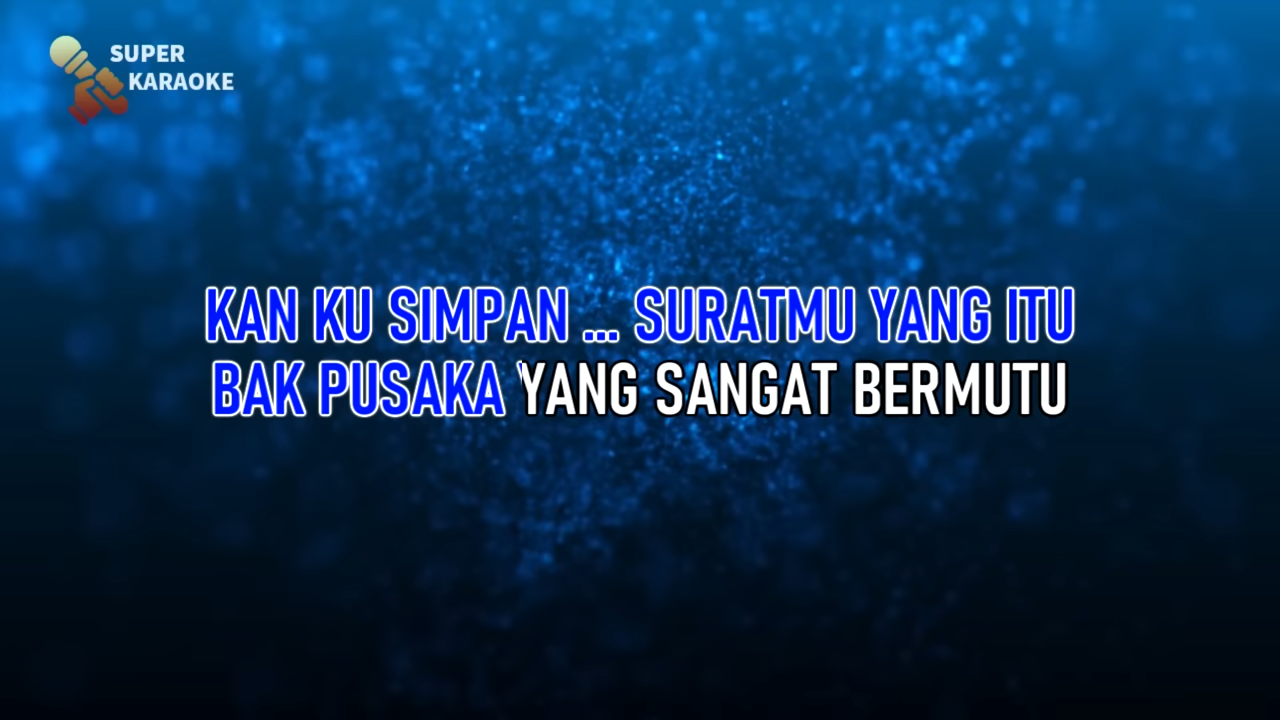 SUPER
KARAOKE
KAN KU SIMPAN ... SURATMU YANG ITU
BAK PUSAKA YANG SANGAT BERMUTU